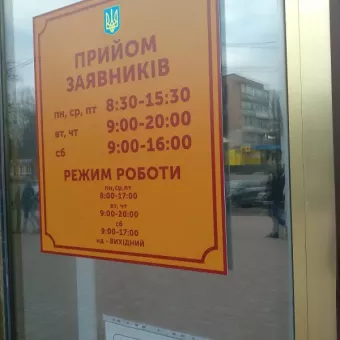 ПРИЙОМ
ЗАЯВНИКІВ
пн, ср, пт 8:30-15:30
вт, чт 9:00-20:00
сб 9:00-16:00
РЕЖИМ РОБОТИ
пн,ср,пт
8:00-17:00
вт, чт
9:00-20:00
сб
9:00-17:00
нд - ВИХІДНИЙ